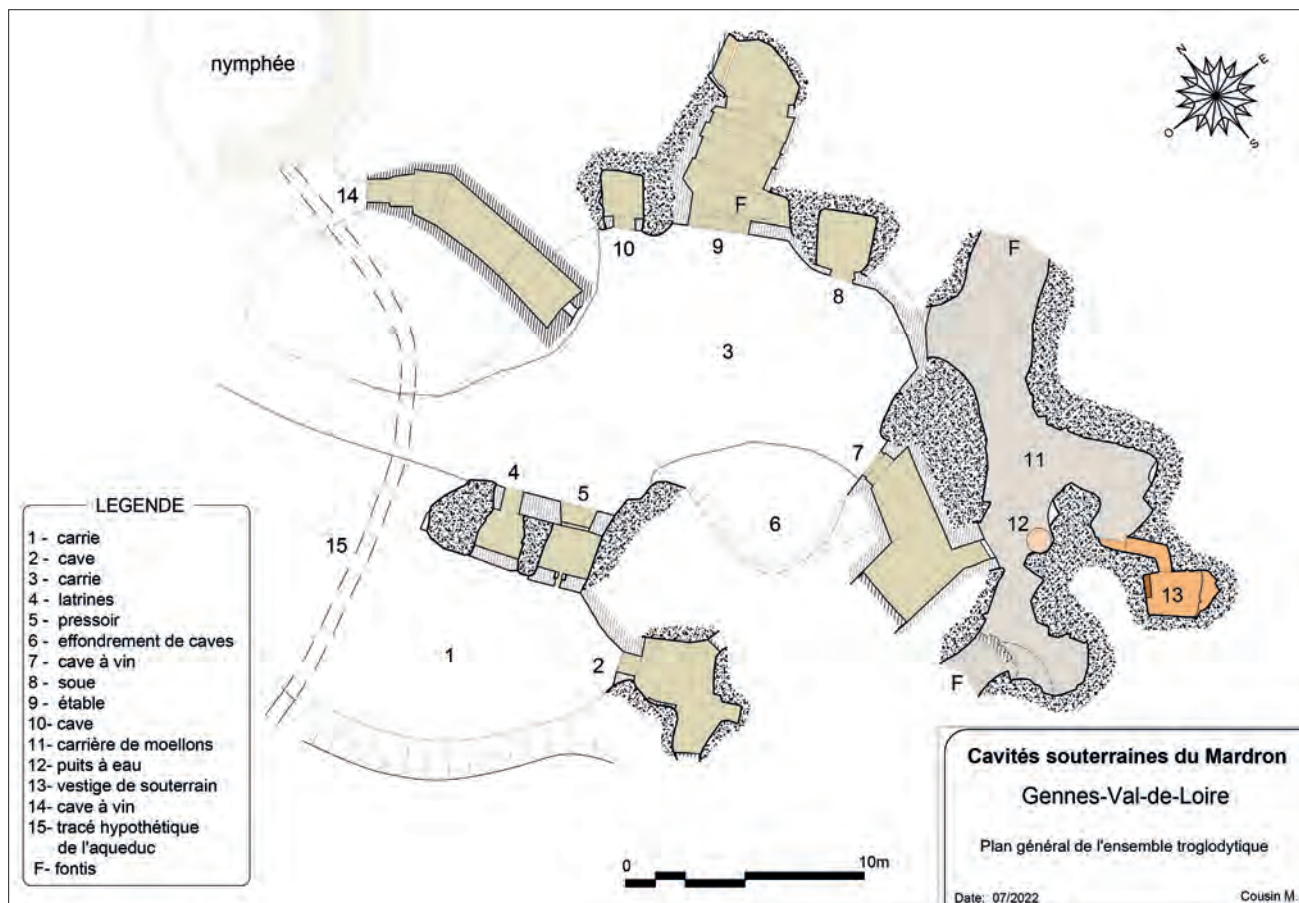 nymphée
N
E
O
S
14
10
9
F
8
F
3
7
11
4
5
6
12
15
13
1
2
F
LEGENDE
1 - carrie
2 - cave
3 - carrie
4 - latrines
5 - pressoir
6 - effondrement de caves
7 - cave à vin
8 - soue
9 - étable
10- cave
11- carrière de moellons
12- puits à eau
13- vestige de souterrain
14- cave à vin
15- tracé hypothétique
de l'aqueduc
F- fontis
0
10m
Cavités souterraines du Mardron
Gennes-Val-de-Loire
Plan général de l'ensemble troglodytique
Date: 07/2022
Cousin M.